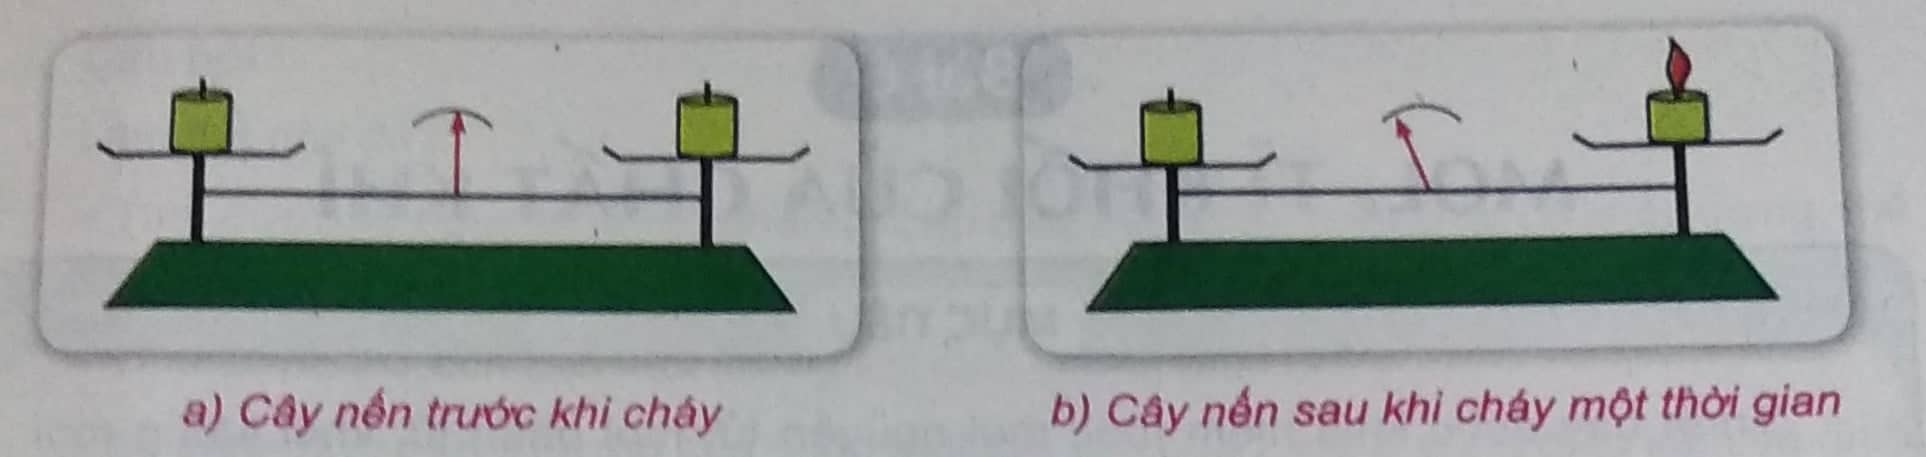 a) Cây nến trước khi cháy
b) Cây nến sau khi cháy một thời gian